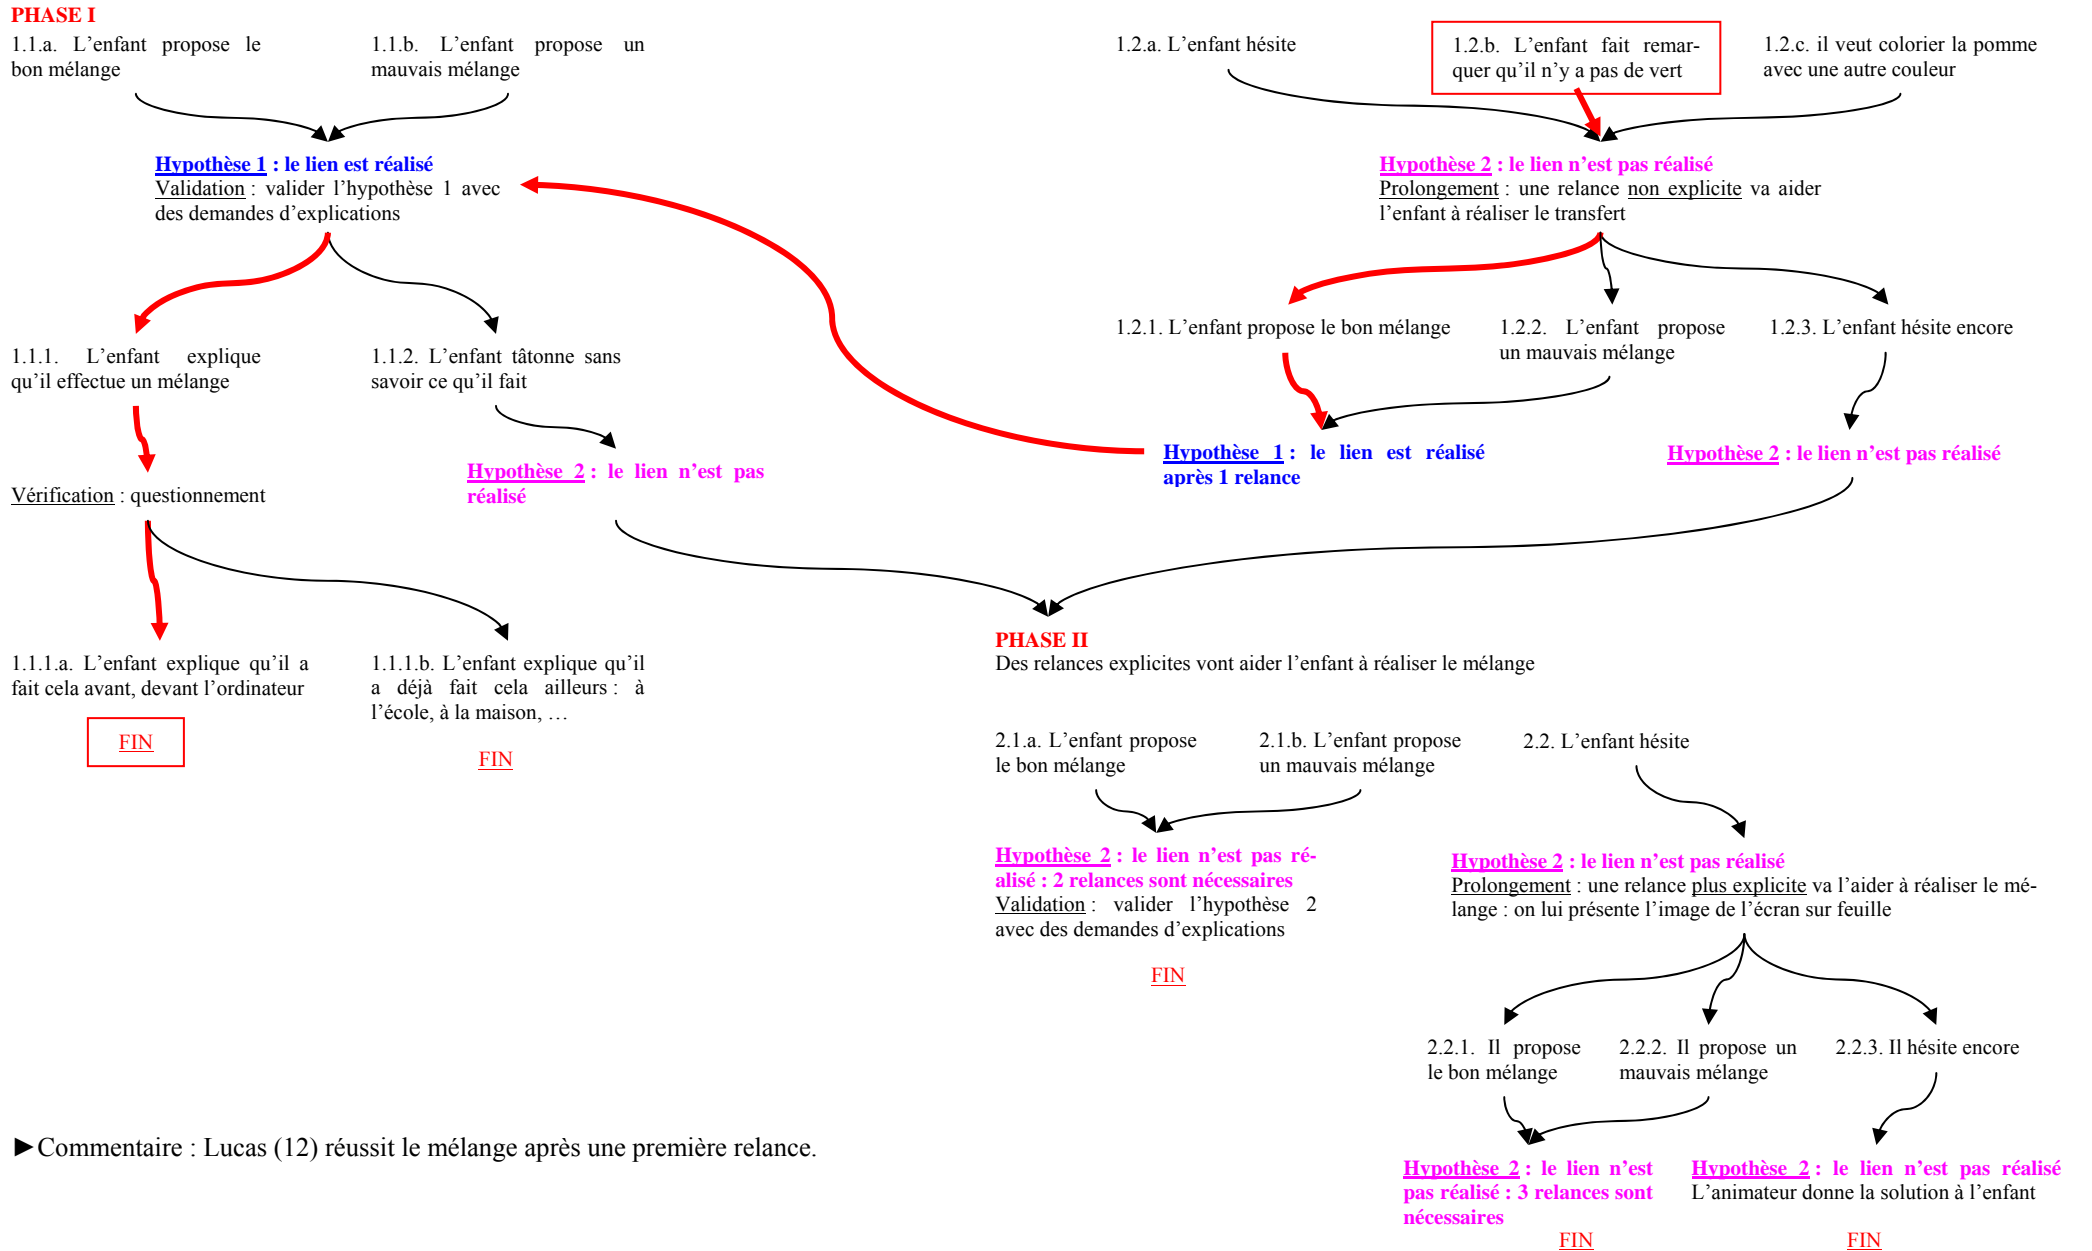 PHASE I
1.1.a. L’enfant propose le
bon mélange
1.1.b. L’enfant propose un
mauvais mélange
1.2.a. L’enfant hésite
1.2.b. L’enfant fait remar-
quer qu’il n’y a pas de vert
1.2.c. il veut colorier la pomme
avec une autre couleur
Hypothèse 1 : le lien est réalisé
Validation : valider l’hypothèse 1 avec
des demandes d’explications
Hypothèse 2 : le lien n’est pas réalisé
Prolongement : une relance non explicite va aider
l’enfant à réaliser le transfert
1.1.1. L’enfant explique
qu’il effectue un mélange
1.1.2. L’enfant tâtonne sans
savoir ce qu’il fait
1.2.1. L’enfant propose le bon mélange
1.2.2. L’enfant propose
un mauvais mélange
1.2.3. L’enfant hésite encore
Vérification : questionnement
Hypothèse 2 : le lien n’est pas
réalisé
Hypothèse 1 : le lien est réalisé
après 1 relance
Hypothèse 2 : le lien n’est pas réalisé
1.1.1.a. L’enfant explique qu’il a
fait cela avant, devant l’ordinateur
FIN
1.1.1.b. L’enfant explique qu’il
a déjà fait cela ailleurs : à
l’école, à la maison, …
FIN
PHASE II
Des relances explicites vont aider l’enfant à réaliser le mélange
2.1.a. L’enfant propose
le bon mélange
2.1.b. L’enfant propose
un mauvais mélange
2.2. L’enfant hésite
Hypothèse 2 : le lien n’est pas ré-
alisé : 2 relances sont nécessaires
Validation : valider l’hypothèse 2
avec des demandes d’explications
FIN
Hypothèse 2 : le lien n’est pas réalisé
Prolongement : une relance plus explicite va l’aider à réaliser le mé-
lange : on lui présente l’image de l’écran sur feuille
2.2.1. Il propose
le bon mélange
2.2.2. Il propose un
mauvais mélange
2.2.3. Il hésite encore
►Commentaire : Lucas (12) réussit le mélange après une première relance.
Hypothèse 2 : le lien n’est
pas réalisé : 3 relances sont
nécessaires
FIN
Hypothèse 2 : le lien n’est pas réalisé
L’animateur donne la solution à l’enfant
FIN